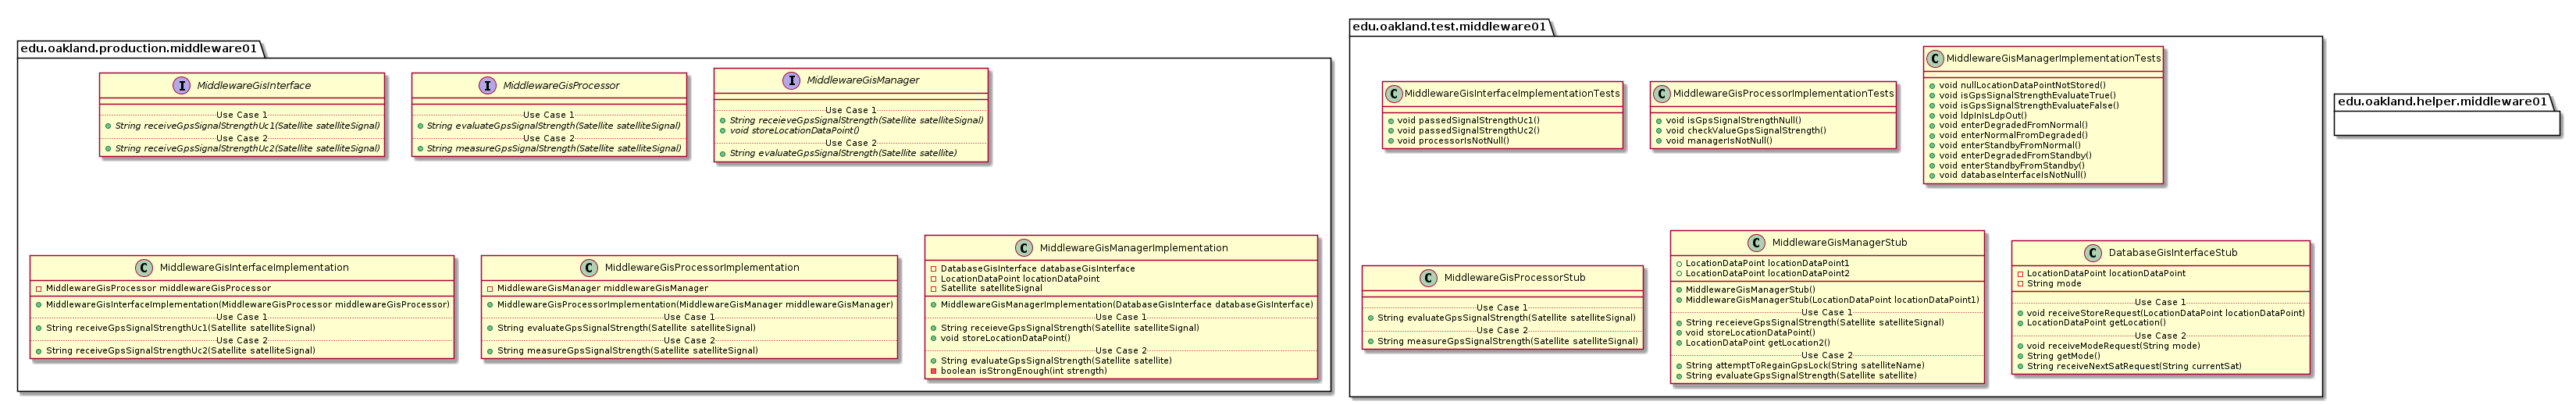 edu.oakland.production.middleware01
I MiddlewareGisInterface
Use Case 1
String receiveGpsSignalStrengthUc1(Satellite satelliteSignal)
Use Case 2
String receiveGpsSignalStrengthUc2(Satellite satelliteSignal)
I MiddlewareGisProcessor
Use Case 1
String evaluateGpsSignalStrength(Satellite satelliteSignal)
Use Case 2
String measureGpsSignalStrength(Satellite satelliteSignal)
I MiddlewareGisManager
Use Case 1
String receieveGpsSignalStrength(Satellite satelliteSignal)
void storeLocationDataPoint()
Use Case 2
String evaluateGpsSignalStrength(Satellite satellite)
C MiddlewareGisInterfaceImplementation
MiddlewareGisProcessor middlewareGisProcessor
MiddlewareGisInterfaceImplementation(MiddlewareGisProcessor middlewareGisProcessor)
Use Case 1
String receiveGpsSignalStrengthUc1(Satellite satelliteSignal)
Use Case 2
String receiveGpsSignalStrengthUc2(Satellite satelliteSignal)
C MiddlewareGisProcessorImplementation
MiddlewareGisManager middlewareGisManager
MiddlewareGisProcessorImplementation(MiddlewareGisManager middlewareGisManager)
Use Case 1
String evaluateGpsSignalStrength(Satellite satelliteSignal)
Use Case 2
String measureGpsSignalStrength(Satellite satelliteSignal)
C MiddlewareGisManagerImplementation
DatabaseGisInterface databaseGisInterface
LocationDataPoint locationDataPoint
Satellite satelliteSignal
MiddlewareGisManagerImplementation(DatabaseGisInterface databaseGisInterface)
Use Case 1
String receieveGpsSignalStrength(Satellite satelliteSignal)
void storeLocationDataPoint()
Use Case 2
String evaluateGpsSignalStrength(Satellite satellite)
boolean isStrongEnough(int strength)
edu.oakland.test.middleware01
C MiddlewareGisInterfaceImplementationTests
void passedSignalStrengthUc1()
void passedSignalStrengthUc2()
void processorIsNotNull()
C MiddlewareGisProcessorImplementationTests
void isGpsSignalStrengthNull()
void checkValueGpsSignalStrength()
void managerIsNotNull()
C MiddlewareGisManagerImplementationTests
void nullLocationDataPointNotStored()
void isGpsSignalStrengthEvaluateTrue()
void isGpsSignalStrengthEvaluateFalse()
void ldpInIsLdpOut()
void enterDegradedFromNormal()
void enterNormalFromDegraded()
void enterStandbyFromNormal()
void enterDegradedFromStandby()
void enterStandbyFromStandby()
void databaseInterfaceIsNotNull()
C MiddlewareGisProcessorStub
Use Case 1
String evaluateGpsSignalStrength(Satellite satelliteSignal)
Use Case 2
String measureGpsSignalStrength(Satellite satelliteSignal)
C MiddlewareGisManagerStub
LocationDataPoint locationDataPoint1
LocationDataPoint locationDataPoint2
MiddlewareGisManagerStub()
MiddlewareGisManagerStub(LocationDataPoint locationDataPoint1)
Use Case 1
String receieveGpsSignalStrength(Satellite satelliteSignal)
void storeLocationDataPoint()
LocationDataPoint getLocation2()
Use Case 2
String attemptToRegainGpsLock(String satelliteName)
String evaluateGpsSignalStrength(Satellite satellite)
C DatabaseGisInterfaceStub
LocationDataPoint locationDataPoint
String mode
Use Case 1
void receiveStoreRequest(LocationDataPoint locationDataPoint)
LocationDataPoint getLocation()
Use Case 2
void receiveModeRequest(String mode)
String getMode()
String receiveNextSatRequest(String currentSat)
edu.oakland.helper.middleware01